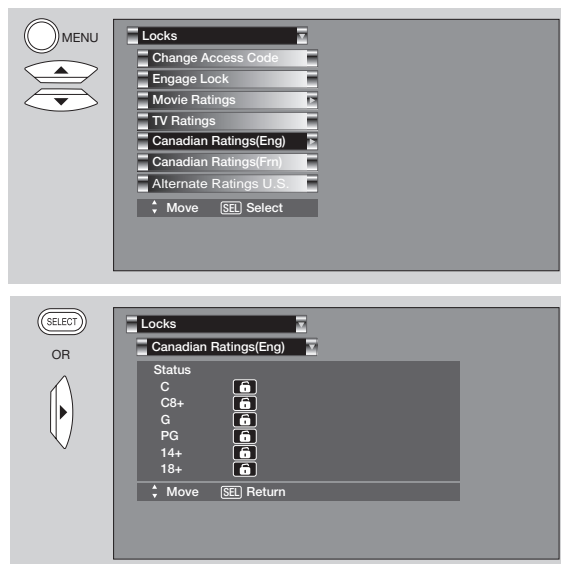 MENU
Locks
Change Access Code
Engage Lock
Movie Ratings
TV Ratings
Canadian Ratings(Eng)
Canadian Ratings(Frn)
Alternate Ratings U.S.
Move SEL Select
SELECT
OR
Locks
Canadian Ratings(Eng)
Status
C
C8+
G
PG
14+
18+
Move SEL Return